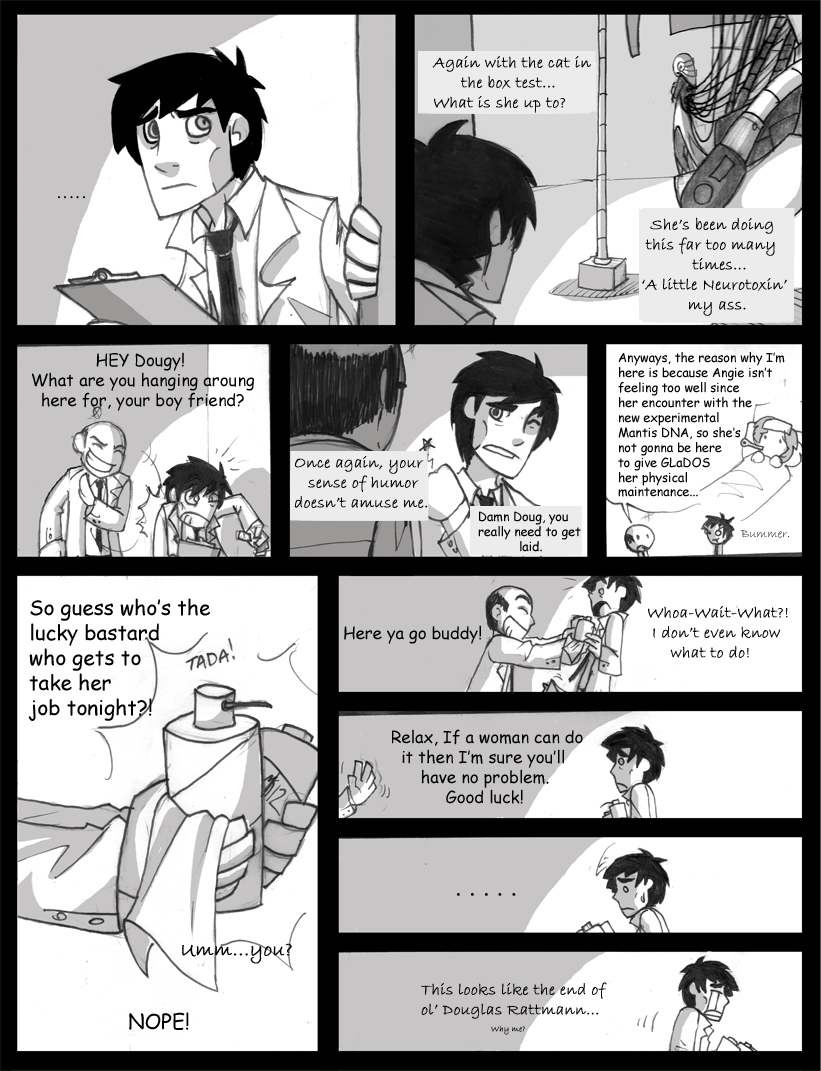 .....
Again with the cat in
the box test...
What is she up to?
She's been doing
this far too many
times...
'A little Neurotoxin'
my ass.
HEY Dougy!
What are you hanging aroung
here for, your boy friend?
Once again, your
sense of humor
doesn't amuse me.
Damn Doug, you
really need to get
laid.
Anyways, the reason why I'm
here is because Angie isn't
feeling too well since
her encounter with the
new experimental
Mantis DNA, so she's
not gonna be here
to give GLaDOS
her physical
maintenance...
Bummer.
So guess who's the
lucky bastard
who gets to
take her
job tonight?!
TADA!
Umm...you?
NOPE!
Here ya go buddy!
Whoa-Wait-What?!
I don't even know
what to do!
Relax, If a woman can do
it then I'm sure you'll
have no problem.
Good luck!
.....
This looks like the end of
ol' Douglas Rattmann...
Why me?